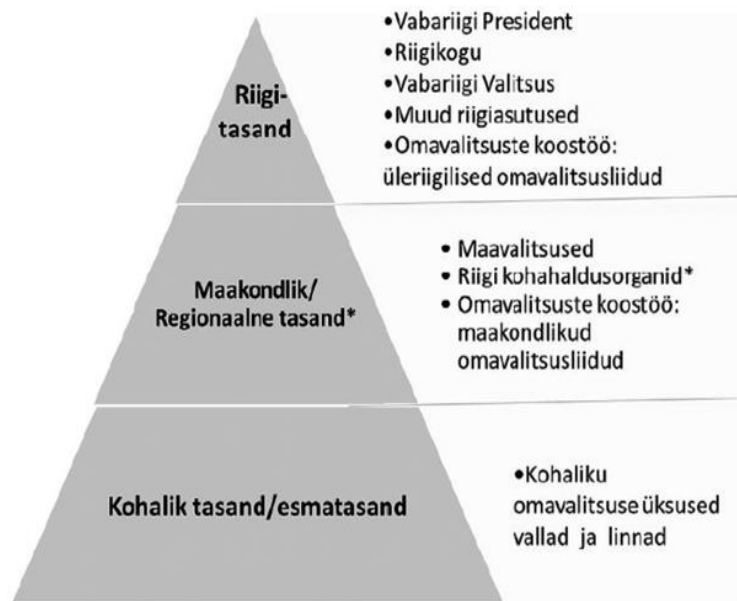 Riigi-
tasand
•Vabariigi President
•Riigikogu
•Vabariigi Valitsus
•Muud riigiasutused
•Omavalitsuste koostöö:
üleriigilised omavalitsusliidud
Maakondlik/
Regionaalne tasand*
• Maavalitsused
• Riigi kohahaldusorganid*
• Omavalitsuste koostöö:
maakondlikud
omavalitsusliidud
Kohalik tasand/esmatasand
•Kohaliku
omavalitsuse üksused
vallad ja linnad